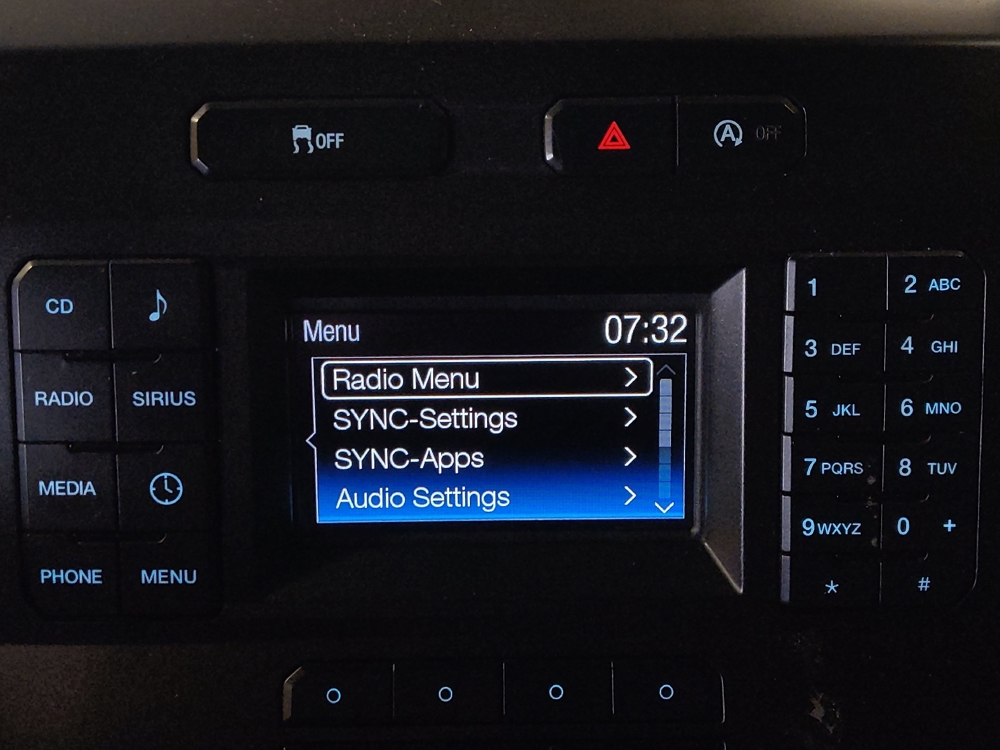 OFF
A OFF
CD
RADIO SIRIUS
MEDIA
PHONE MENU
Menu 07:32
Radio Menu
SYNC-Settings
SYNC-Apps
Audio Settings
1 2 ABC
3 DEF 4 GHI
5 JKL 6 MNO
7 PQRS 8 TUV
9 WXYZ 0 +
* #